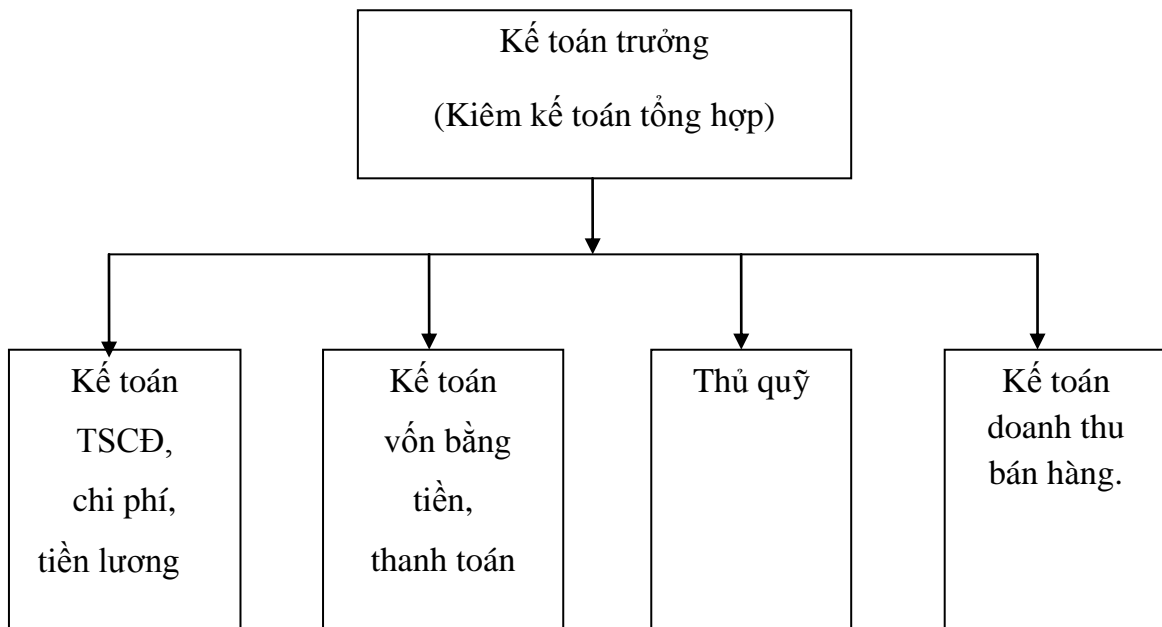 Kế toán trưởng
(Kiêm kế toán tổng hợp)
Kế toán
TSCĐ,
chi phí,
tiền lương
Kế toán
vốn bằng
tiền,
thanh toán
Thủ quỹ
Kế toán
doanh thu
bán hàng.